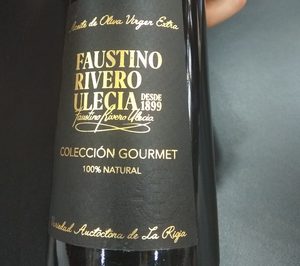 Aceite de Oliva Virgen Extra
FAUSTINO
RIVERO
ULECIA DESDE 1899
Faustino Rivero Ulecia
COLECCIÓN GOURMET
100% NATURAL
Variedad Auctóctona de La Rioja